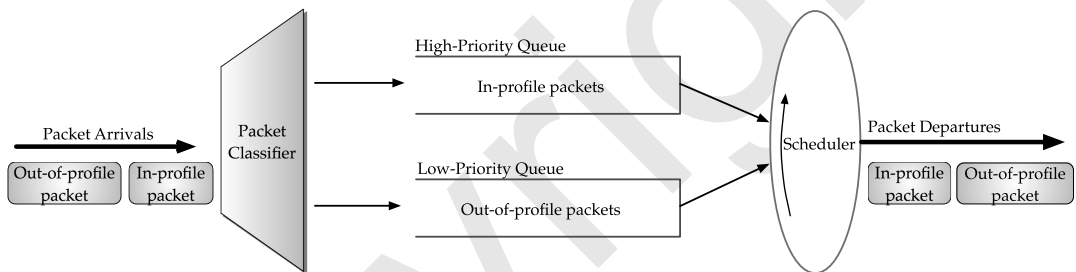 High-Priority Queue
In-profile packets
Packet Arrivals
Packet
Classifier
Out-of-profile
packet
In-profile
packet
Low-Priority Queue
Out-of-profile packets
Scheduler
Packet Departures
In-profile
packet
Out-of-profile
packet